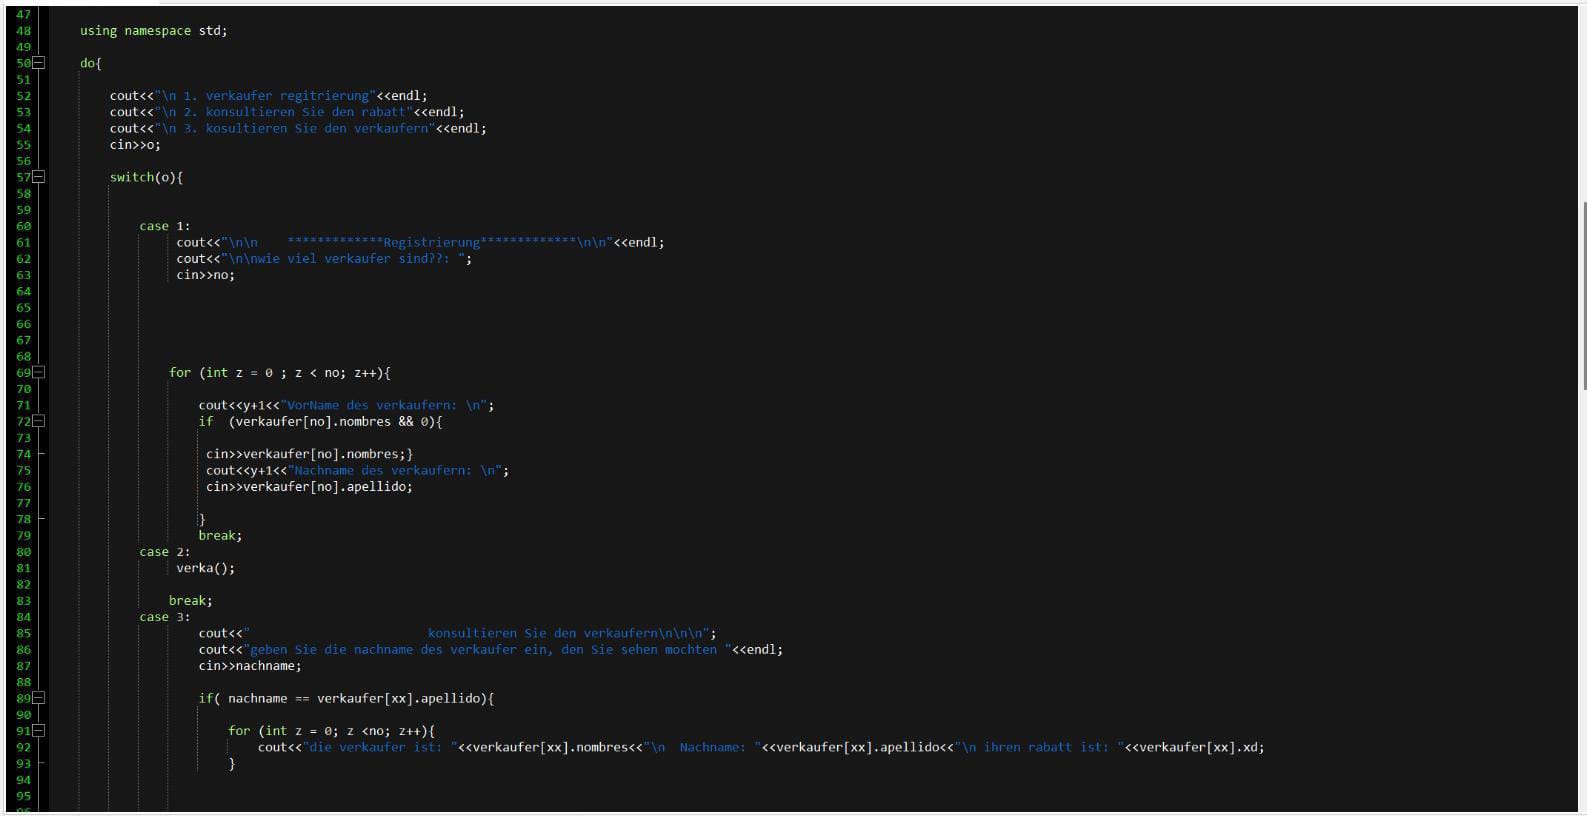 47
48 using namespace std;
49
50 do{
51
52 cout<<"\n 1. verkaufer regitrierung"<<endl;
53 cout<<"\n 2. konsultieren Sie den rabatt"<<endl;
54 cout<<"\n 3. kosultieren Sie den verkaufern"<<endl;
55 cin>>o;
56
57 switch(o){
58
59
60 case 1:
61 cout<<"\n\n    *************Registrierung*************\n\n"<<endl;
62 cout<<"\n\nwie viel verkaufer sind??: ";
63 cin>>no;
64
65
66
67
68
69 for (int z = 0 ; z < no; z++){
70
71 cout<<y+1<<"VorName des verkaufern: \n";
72 if  (verkaufer[no].nombres && 0){
73
74 cin>>verkaufer[no].nombres;}
75 cout<<y+1<<"Nachname des verkaufern: \n";
76 cin>>verkaufer[no].apellido;
77
78 }
79 break;
80 case 2:
81 verka();
82
83 break;
84 case 3:
85 cout<<"                        konsultieren Sie den verkaufern\n\n\n";
86 cout<<"geben Sie die nachname des verkaufer ein, den Sie sehen mochten "<<endl;
87 cin>>nachname;
88
89 if( nachname == verkaufer[xx].apellido){
90
91 for (int z = 0; z <no; z++){
92 cout<<"die verkaufer ist: "<<verkaufer[xx].nombres<<"\n  Nachname: "<<verkaufer[xx].apellido<<"\n ihren rabatt ist: "<<verkaufer[xx].xd;
93 }
94
95